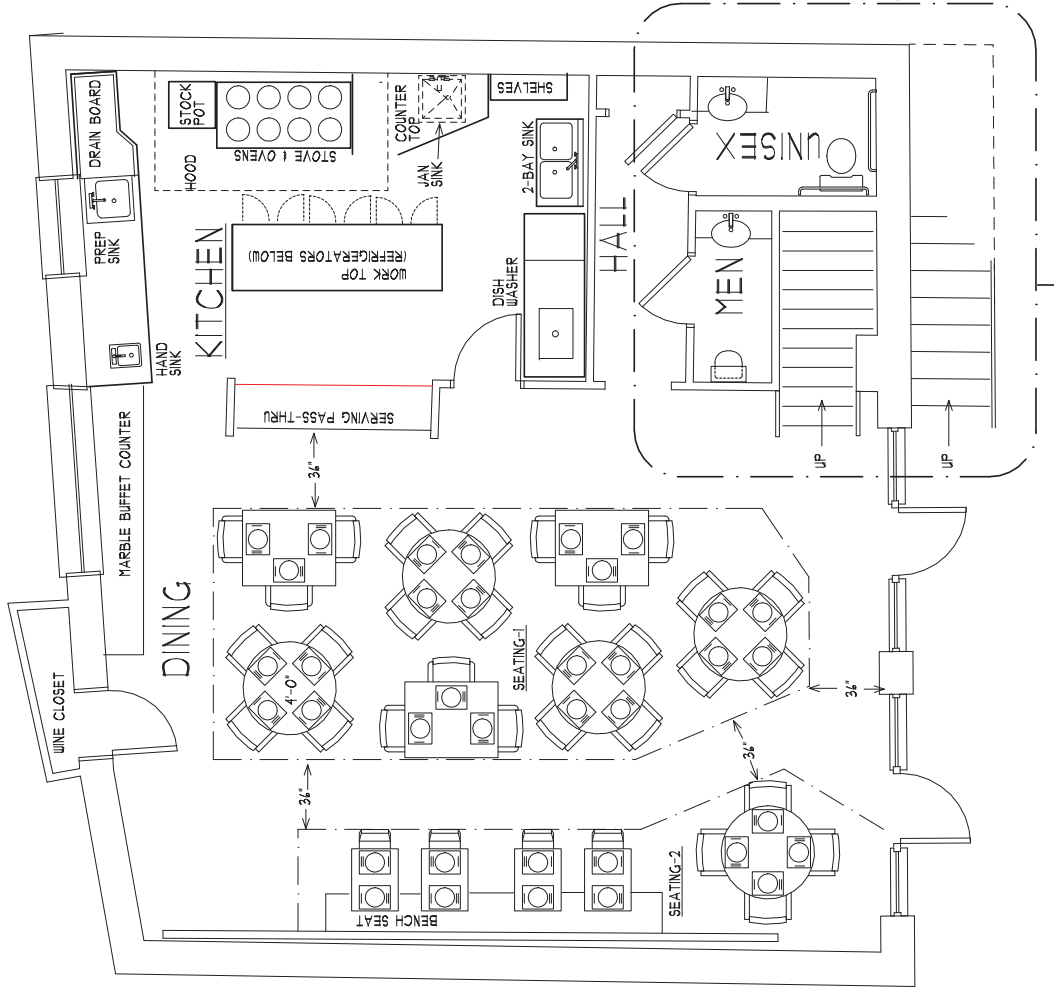 DRAIN BOARD
STOCK
POT
STOVE & OVENS
HOOD
COUNTER
TOP
JAN
SINK
SHELVES
2-BAY SINK
PREP
SINK
KITCHEN
WORK TOP
(REFRIGERATORS BELOW)
HALL
UNISEX
MEN
DISH
WASHER
HAND
SINK
SERVING PASS-THRU
MARBLE BUFFET COUNTER
36"
UP
UP
DINING
SEATING-1
4'-0"
WINE CLOSET
36"
36"
36"
SEATING-2
BENCH SEAT